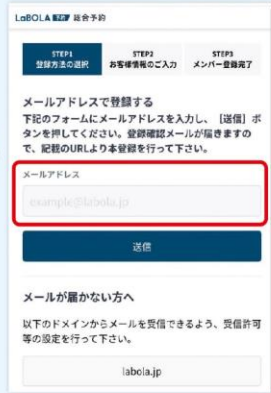 LaBOLA 総合予約
STEP1
登録方法の選択
STEP2
お客様情報のご入力
STEP3
メンバー登録完了
メールアドレスで登録する
下記のフォームにメールアドレスを入力し、［送信］ボ
タンを押してください。登録確認メールが届きますの
で、記載のURLより本登録を行って下さい。
メールアドレス
example@labola.jp
送信
メールが届かない方へ
以下のドメインからメールを受信できるよう、受信許可
等の設定を行って下さい。
labola.jp